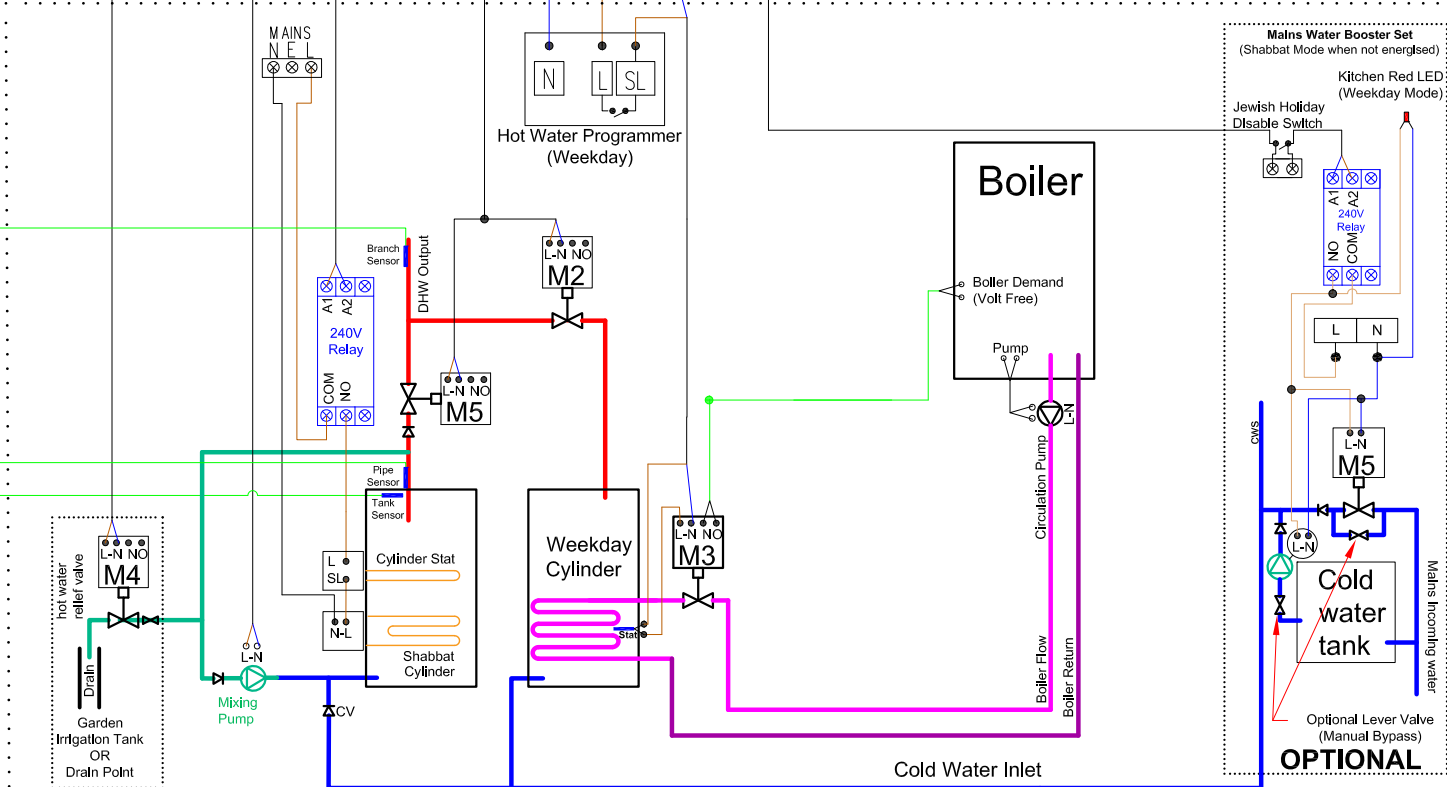 MAINS
N E L
N
L
SL
Hot Water Programmer
(Weekday)
Mains Water Booster Set
(Shabbat Mode when not energised)
Kitchen Red LED
(Weekday Mode)
Jewish Holiday
Disable Switch
A1
A2
240V
Relay
NO
COM
L
N
Boiler
Boiler Demand
(Volt Free)
Pump
L-N
Circulation Pump
Boiler Flow
Boiler Return
Branch
Sensor
DHW Output
L-N NO
M2
A1
A2
240V
Relay
COM
NO
L-N NO
M5
Pipe
Sensor
Tank
Sensor
L
SL
Cylinder Stat
N-L
Shabbat
Cylinder
Weekday
Cylinder
Stat
L-N NO
M3
hot water
relief valve
L-N NO
M4
Drain
Garden
Irrigation Tank
OR
Drain Point
L-N
Mixing
Pump
CV
Cold Water Inlet
cws
L-N
M5
L-N
Cold
water
tank
Mains Incoming water
Optional Lever Valve
(Manual Bypass)
OPTIONAL